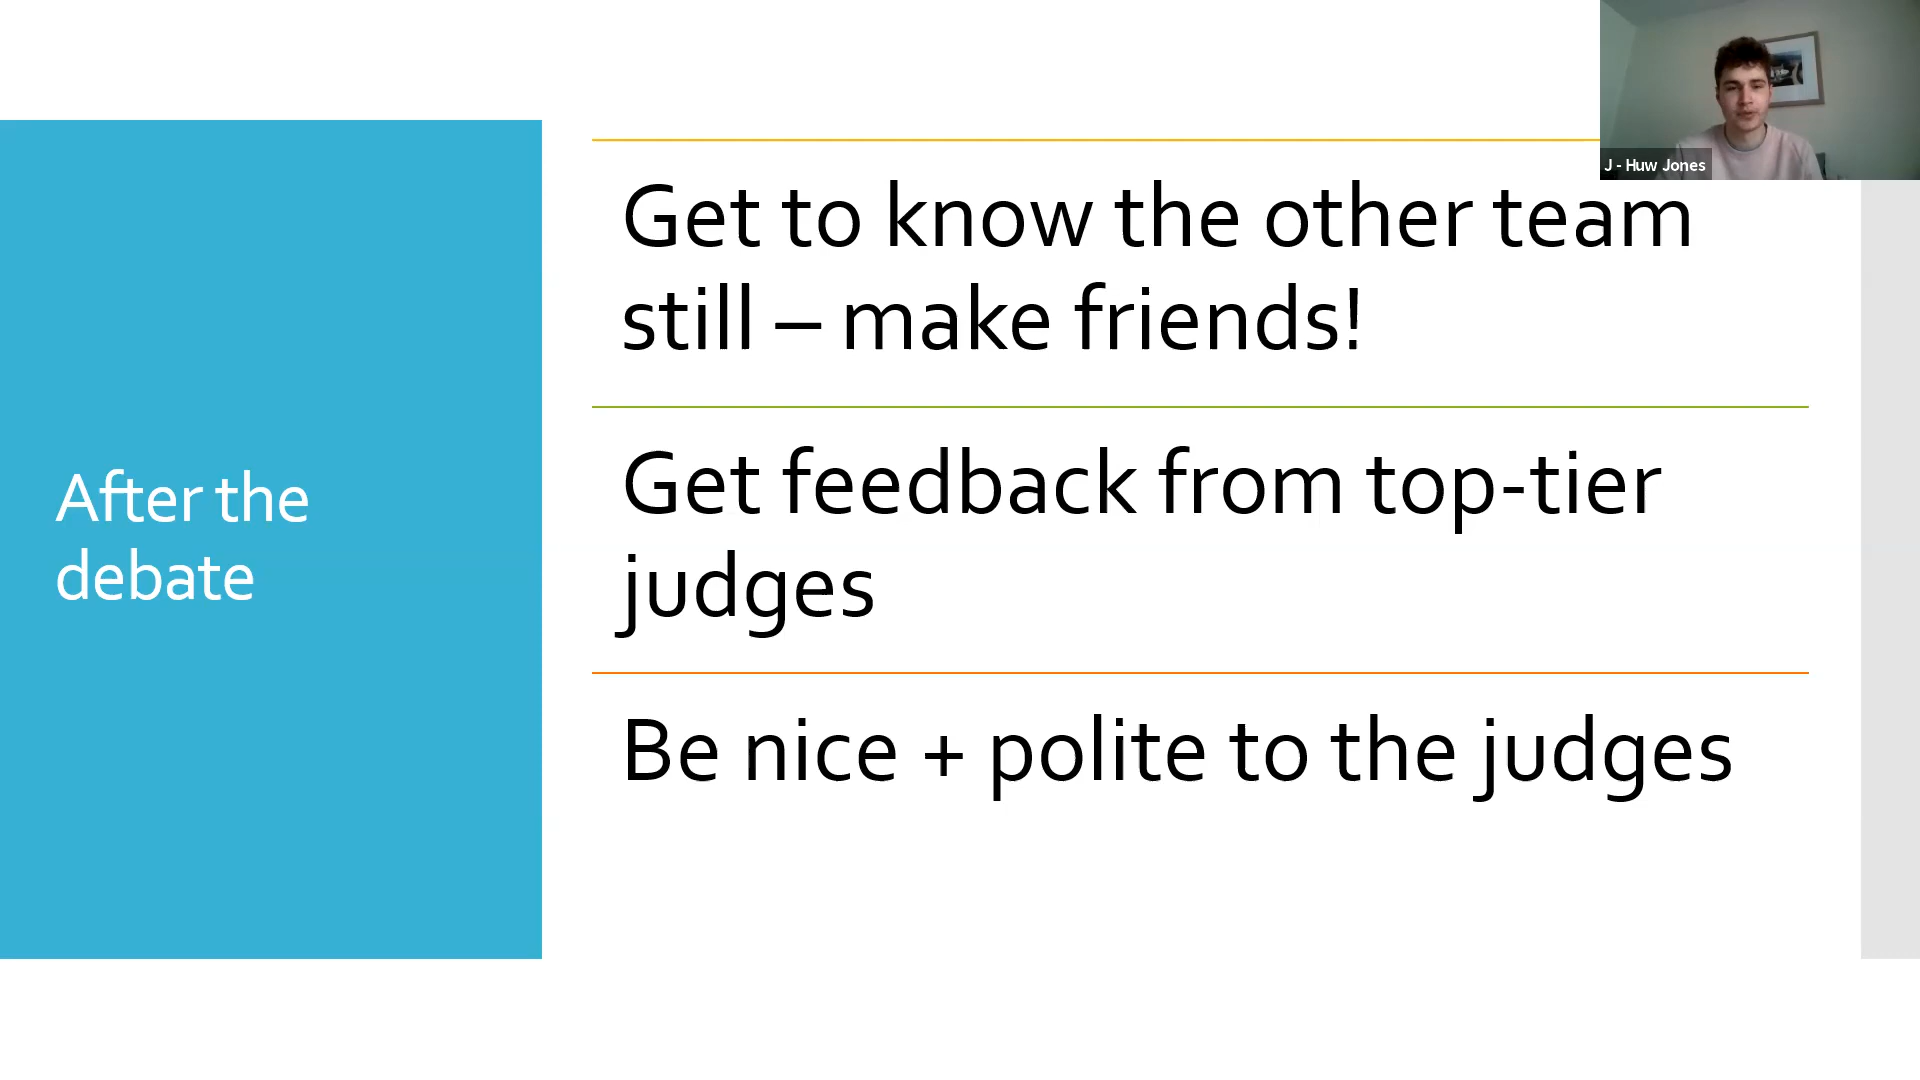 J - Huw Jones
After the
debate
Get to know the other team
still – make friends!
Get feedback from top-tier
judges
Be nice + polite to the judges